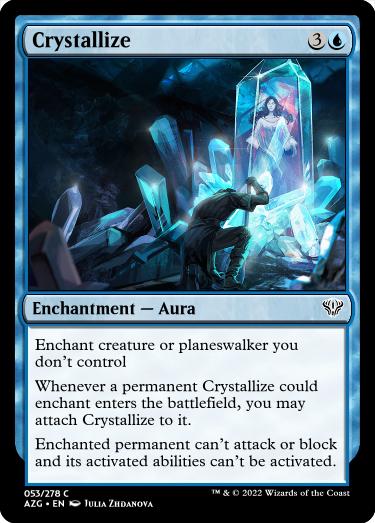 Crystallize 3
Enchantment — Aura
Enchant creature or planeswalker you
don't control
Whenever a permanent Crystallize could
enchant enters the battlefield, you may
attach Crystallize to it.
Enchanted permanent can't attack or block
and its activated abilities can't be activated.
053/278 C
AZG • EN Julia Zhdanova
™ & © 2022 Wizards of the Coast